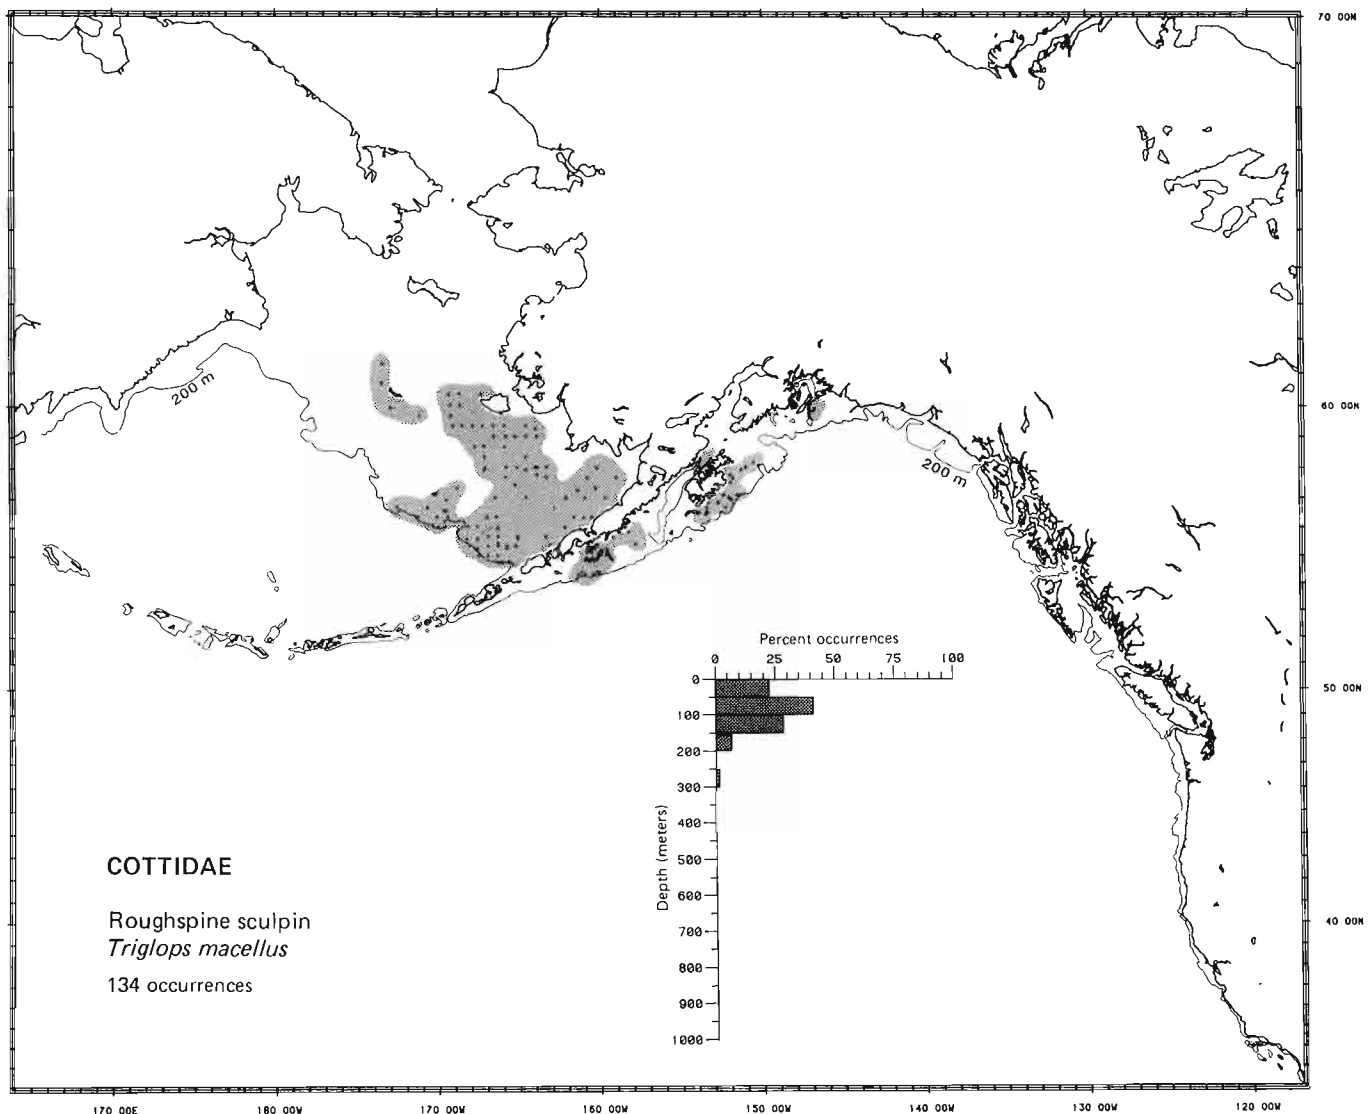 70 00N
200 m
60 00N
200 m
Percent occurrences
0 25 50 75 100
0
100
200
300
400
500
600
700
800
900
1000
Depth (meters)
50 00N
40 00N
COTTIDAE
Roughspine sculpin
Triglops macellus
134 occurrences
170 00E 180 00W 170 00W 160 00W 150 00W 140 00W 130 00W 120 00W